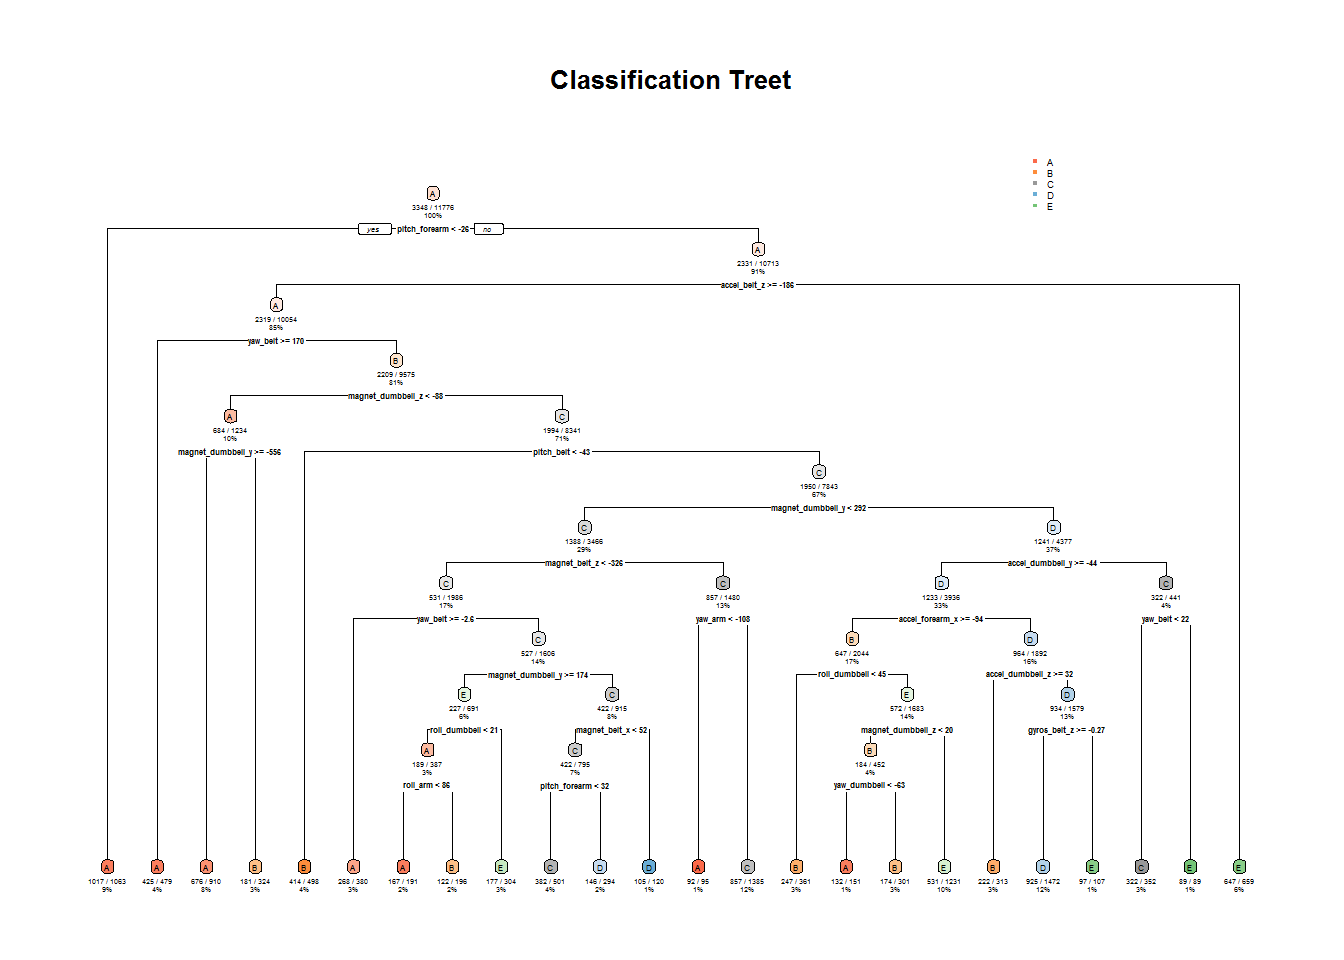 Classification Treet
A
B
C
D
E
A
3348 / 11776
100%
yes pitch_forearm < -26 no
A
2331 / 10713
91%
accel_belt_z >= -186
A
2319 / 10054
85%
yaw_belt >= 170
B
2209 / 9575
81%
magnet_dumbbell_z < -88
A C
684 / 1234 1994 / 8341
10% 71%
magnet_dumbbell_y >= -556 pitch_belt < -43
C
1950 / 7843
67%
magnet_dumbbell_y < 292
C D
1388 / 3466 1241 / 4377
29% 37%
magnet_belt_z < -326 accel_dumbbell_y >= -44
C C D C
531 / 1986 857 / 1480 1233 / 3936 322 / 441
17% 13% 33% 4%
yaw_belt >= -2.6 yaw_arm < -108 accel_forearm_x >= -94 yaw_belt < 22
C B D
527 / 1606 647 / 2044 964 / 1892
14% 17% 16%
magnet_dumbbell_y >= 174 roll_dumbbell < 45 accel_dumbbell_z >= 32
E C E D
227 / 691 422 / 915 572 / 1683 934 / 1579
6% 8% 14% 13%
roll_dumbbell < 21 magnet_belt_x < 52 magnet_dumbbell_z < 20 gyros_belt_z >= -0.27
A C B
189 / 387 422 / 795 184 / 452
3% 7% 4%
roll_arm < 86 pitch_forearm < 32 yaw_dumbbell < -63
A A A B B A A B E C D D A C B A B E B D E C E E
1017 / 1063 425 / 479 676 / 910 181 / 324 414 / 498 268 / 380 167 / 191 122 / 196 177 / 304 382 / 501 146 / 294 105 / 120 92 / 95 857 / 1385 247 / 361 132 / 151 174 / 301 531 / 1231 222 / 313 925 / 1472 97 / 107 322 / 352 89 / 89 647 / 659
9% 4% 8% 3% 4% 3% 2% 2% 3% 4% 2% 1% 1% 12% 3% 1% 3% 10% 3% 12% 1% 3% 1% 6%